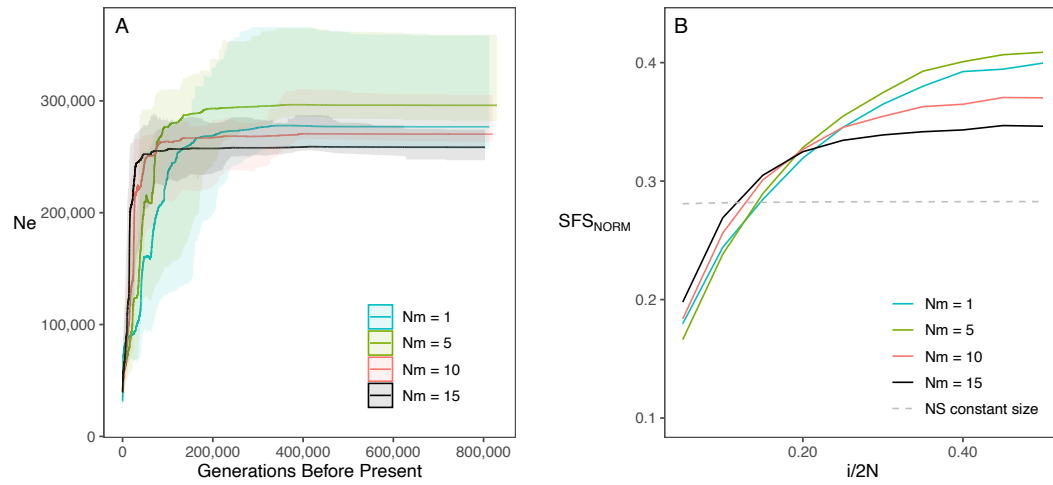 A
300,000
200,000
100,000
0
Ne
0
200,000
400,000
600,000
800,000
Generations Before Present
Nm = 1
Nm = 5
Nm = 10
Nm = 15
B
0.4
0.3
0.2
0.1
SFSNORM
0.20
0.40
i/2N
Nm = 1
Nm = 5
Nm = 10
Nm = 15
NS constant size